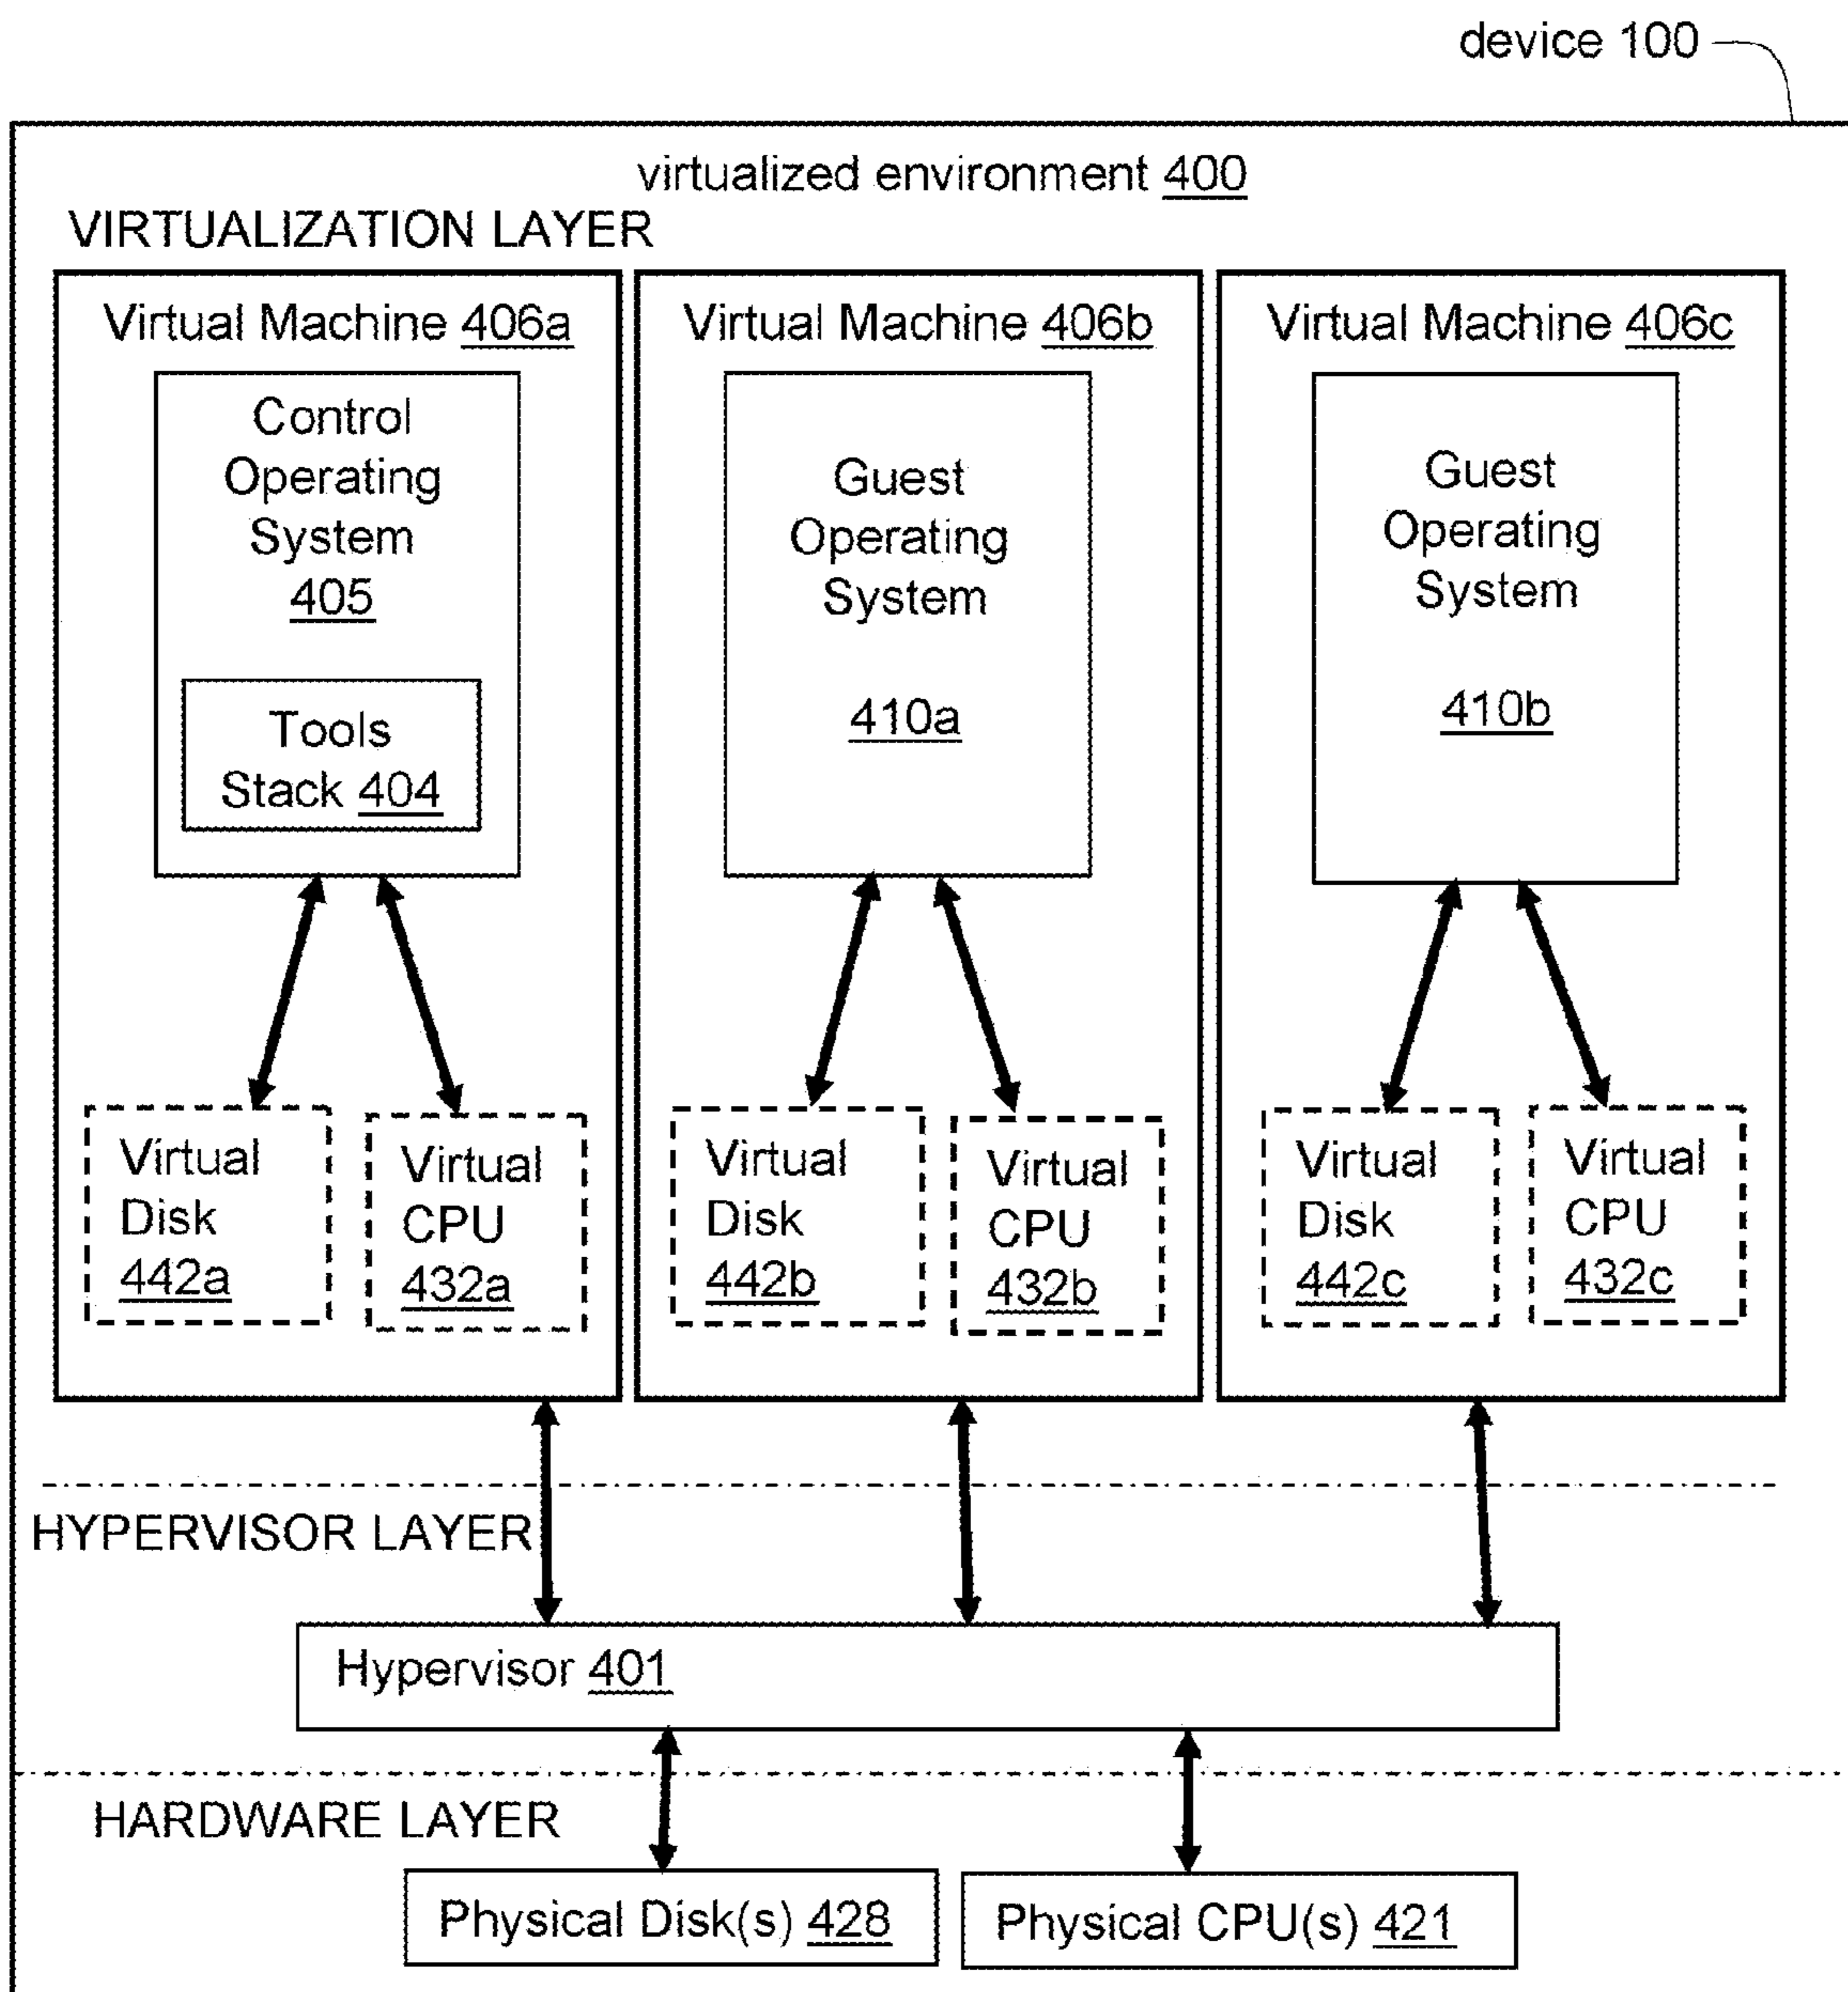 device 100
virtualized environment 400
VIRTUALIZATION LAYER
Virtual Machine 406a
Control
Operating
System
405
Tools
Stack 404
Virtual
Disk
442a
Virtual
CPU
432a
Virtual Machine 406b
Guest
Operating
System
410a
Virtual
Disk
442b
Virtual
CPU
432b
Virtual Machine 406c
Guest
Operating
System
410b
Virtual
Disk
442c
Virtual
CPU
432c
HYPERVISOR LAYER
Hypervisor 401
HARDWARE LAYER
Physical Disk(s) 428
Physical CPU(s) 421